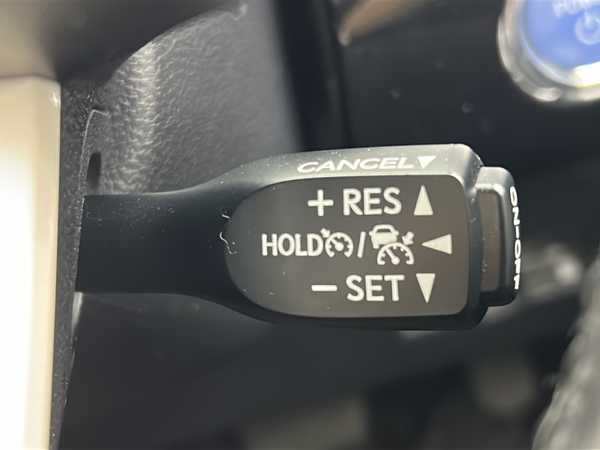 CANCEL▼
+ RES ▲
HOLD / ◀
- SET ▼
ON-OFF